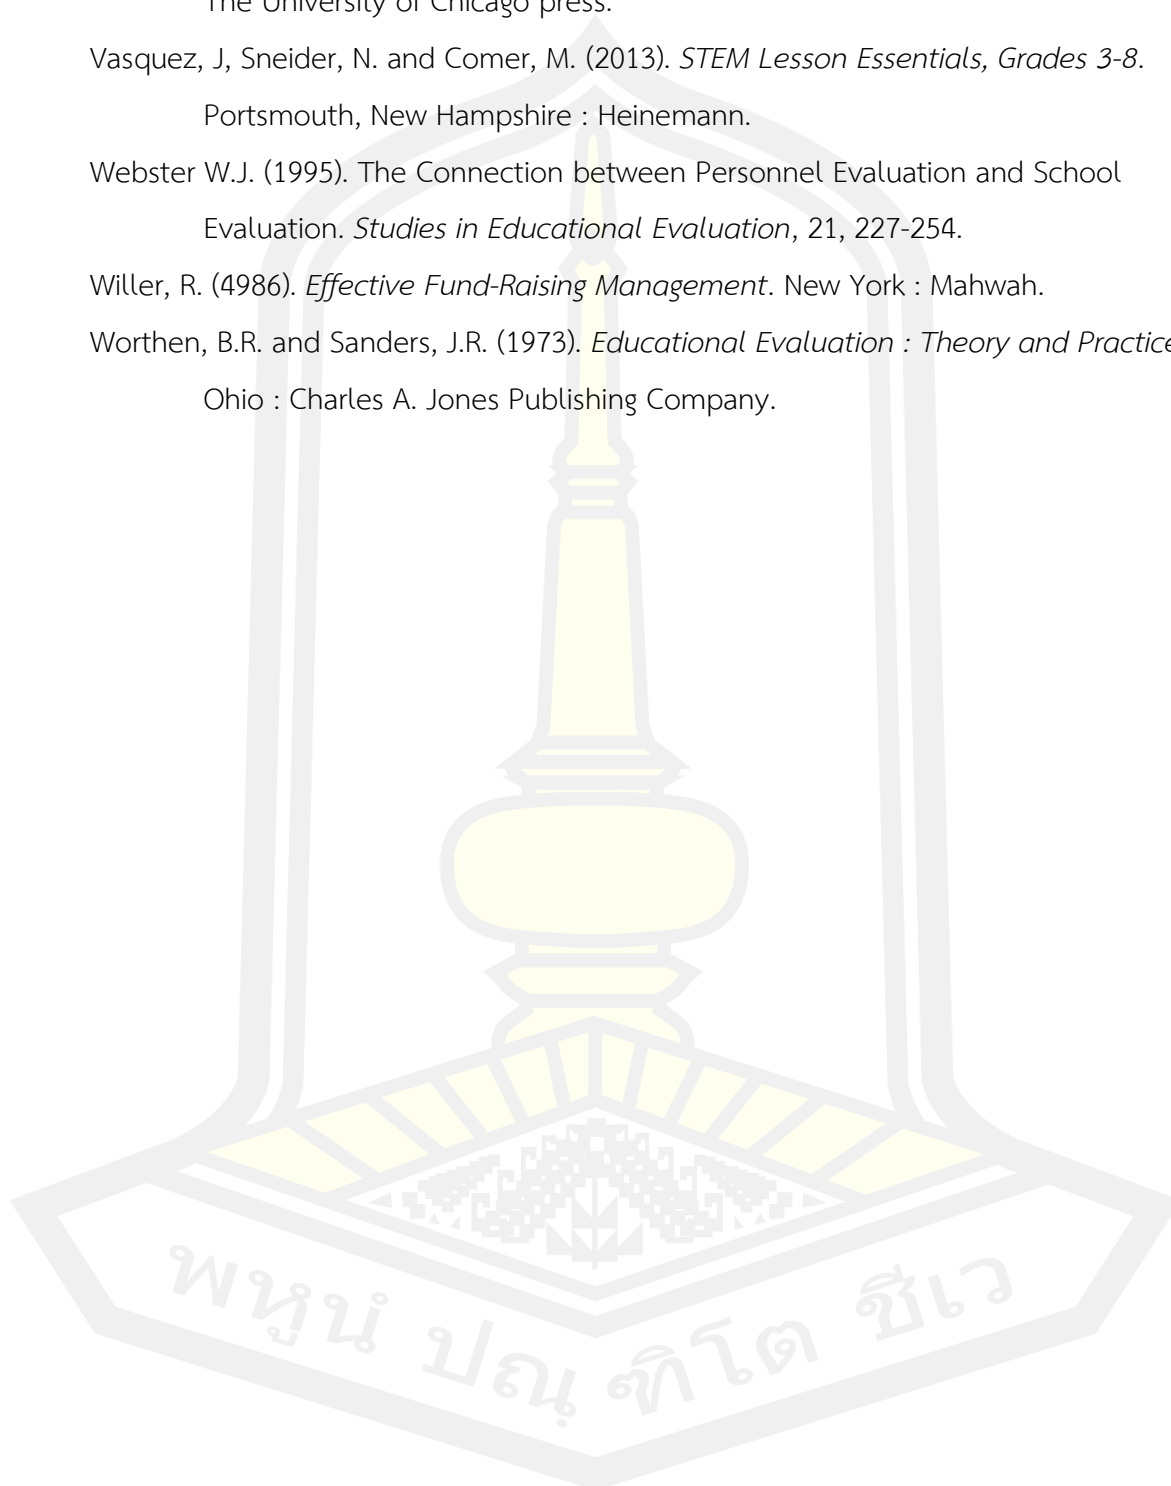 The University of Chicago press.
Vasquez, J, Sneider, N. and Comer, M. (2013). STEM Lesson Essentials, Grades 3-8.
Portsmouth, New Hampshire : Heinemann.
Webster W.J. (1995). The Connection between Personnel Evaluation and School
Evaluation. Studies in Educational Evaluation, 21, 227-254.
Willer, R. (4986). Effective Fund-Raising Management. New York : Mahwah.
Worthen, B.R. and Sanders, J.R. (1973). Educational Evaluation : Theory and Practice
Ohio : Charles A. Jones Publishing Company.
พหูนํ ปณฺฑิโต ชีเว